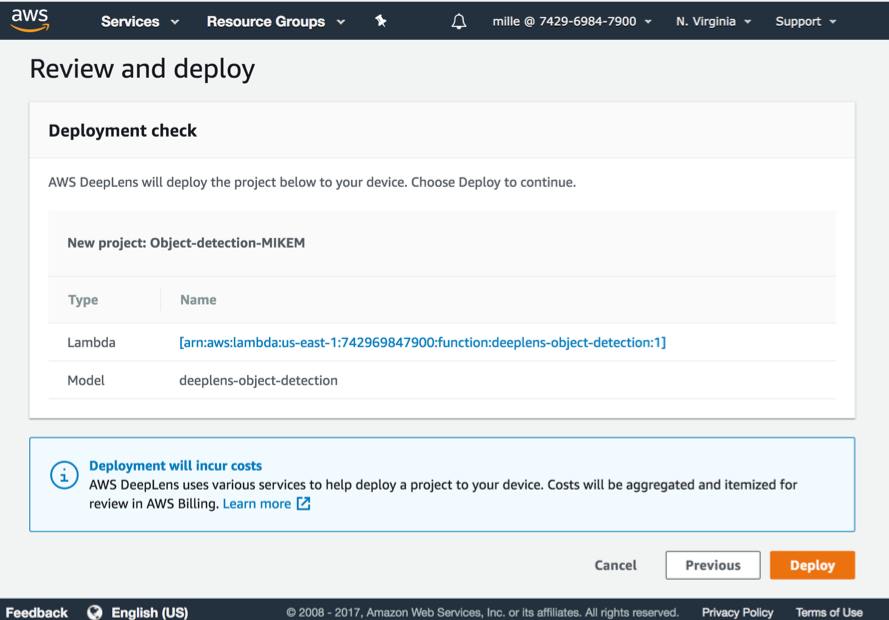 aws Services Resource Groups mille @ 7429-6984-7900 N. Virginia Support
Review and deploy
Deployment check
AWS DeepLens will deploy the project below to your device. Choose Deploy to continue.
New project: Object-detection-MIKEM
Type Name
Lambda [arn:aws:lambda:us-east-1:742969847900:function:deeplens-object-detection:1]
Model deeplens-object-detection
Deployment will incur costs
AWS DeepLens uses various services to help deploy a project to your device. Costs will be aggregated and itemized for
review in AWS Billing. Learn more
Cancel Previous Deploy
Feedback English (US) © 2008 - 2017, Amazon Web Services, Inc. or its affiliates. All rights reserved. Privacy Policy Terms of Use